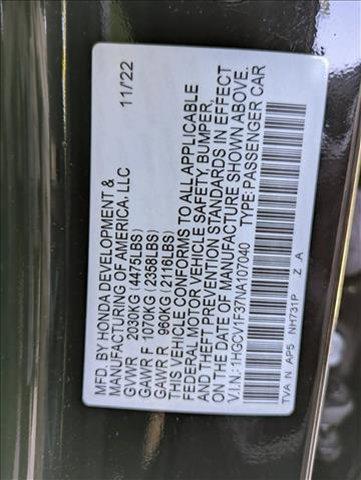 MFD. BY HONDA DEVELOPMENT & 11/22
MANUFACTURING OF AMERICA, LLC
GVWR 2030KG (4475LBS)
GAWR F 1070KG (2358LBS)
GAWR R 960KG (2116LBS)
THIS VEHICLE CONFORMS TO ALL APPLICABLE
FEDERAL MOTOR VEHICLE SAFETY, BUMPER,
AND THEFT PREVENTION STANDARDS IN EFFECT
ON THE DATE OF MANUFACTURE SHOWN ABOVE.
V.I.N.: 1HGCV1F37NA107040 TYPE: PASSENGER CAR
TVA N AP5 NH731P Z A